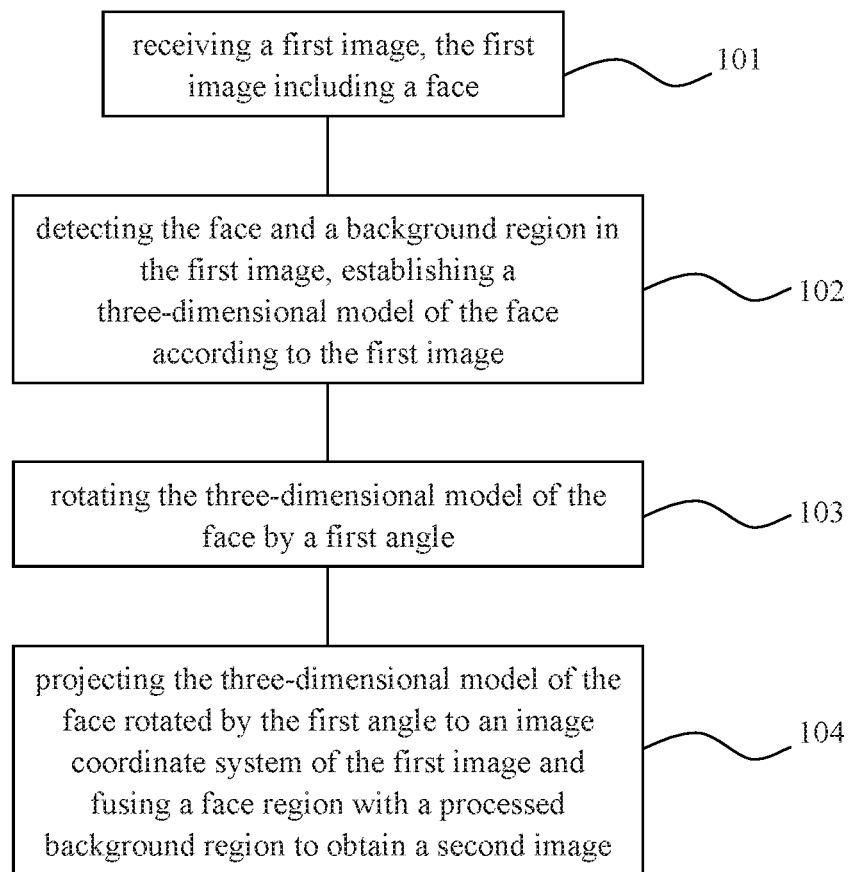 receiving a first image, the first
image including a face
101
detecting the face and a background region in
the first image, establishing a
three-dimensional model of the face
according to the first image
102
rotating the three-dimensional model of the
face by a first angle
103
projecting the three-dimensional model of the
face rotated by the first angle to an image
coordinate system of the first image and
fusing a face region with a processed
background region to obtain a second image
104